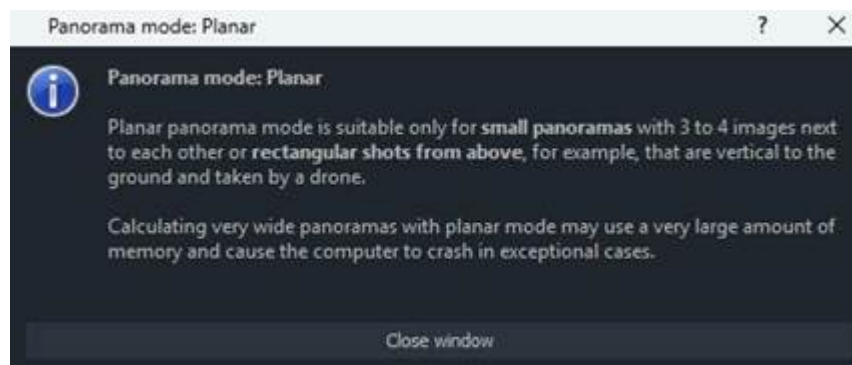 Panorama mode: Planar
?
Panorama mode: Planar
Planar panorama mode is suitable only for small panoramas with 3 to 4 images next
to each other or rectangular shots from above, for example, that are vertical to the
ground and taken by a drone.
Calculating very wide panoramas with planar mode may use a very large amount of
memory and cause the computer to crash in exceptional cases.
Close window